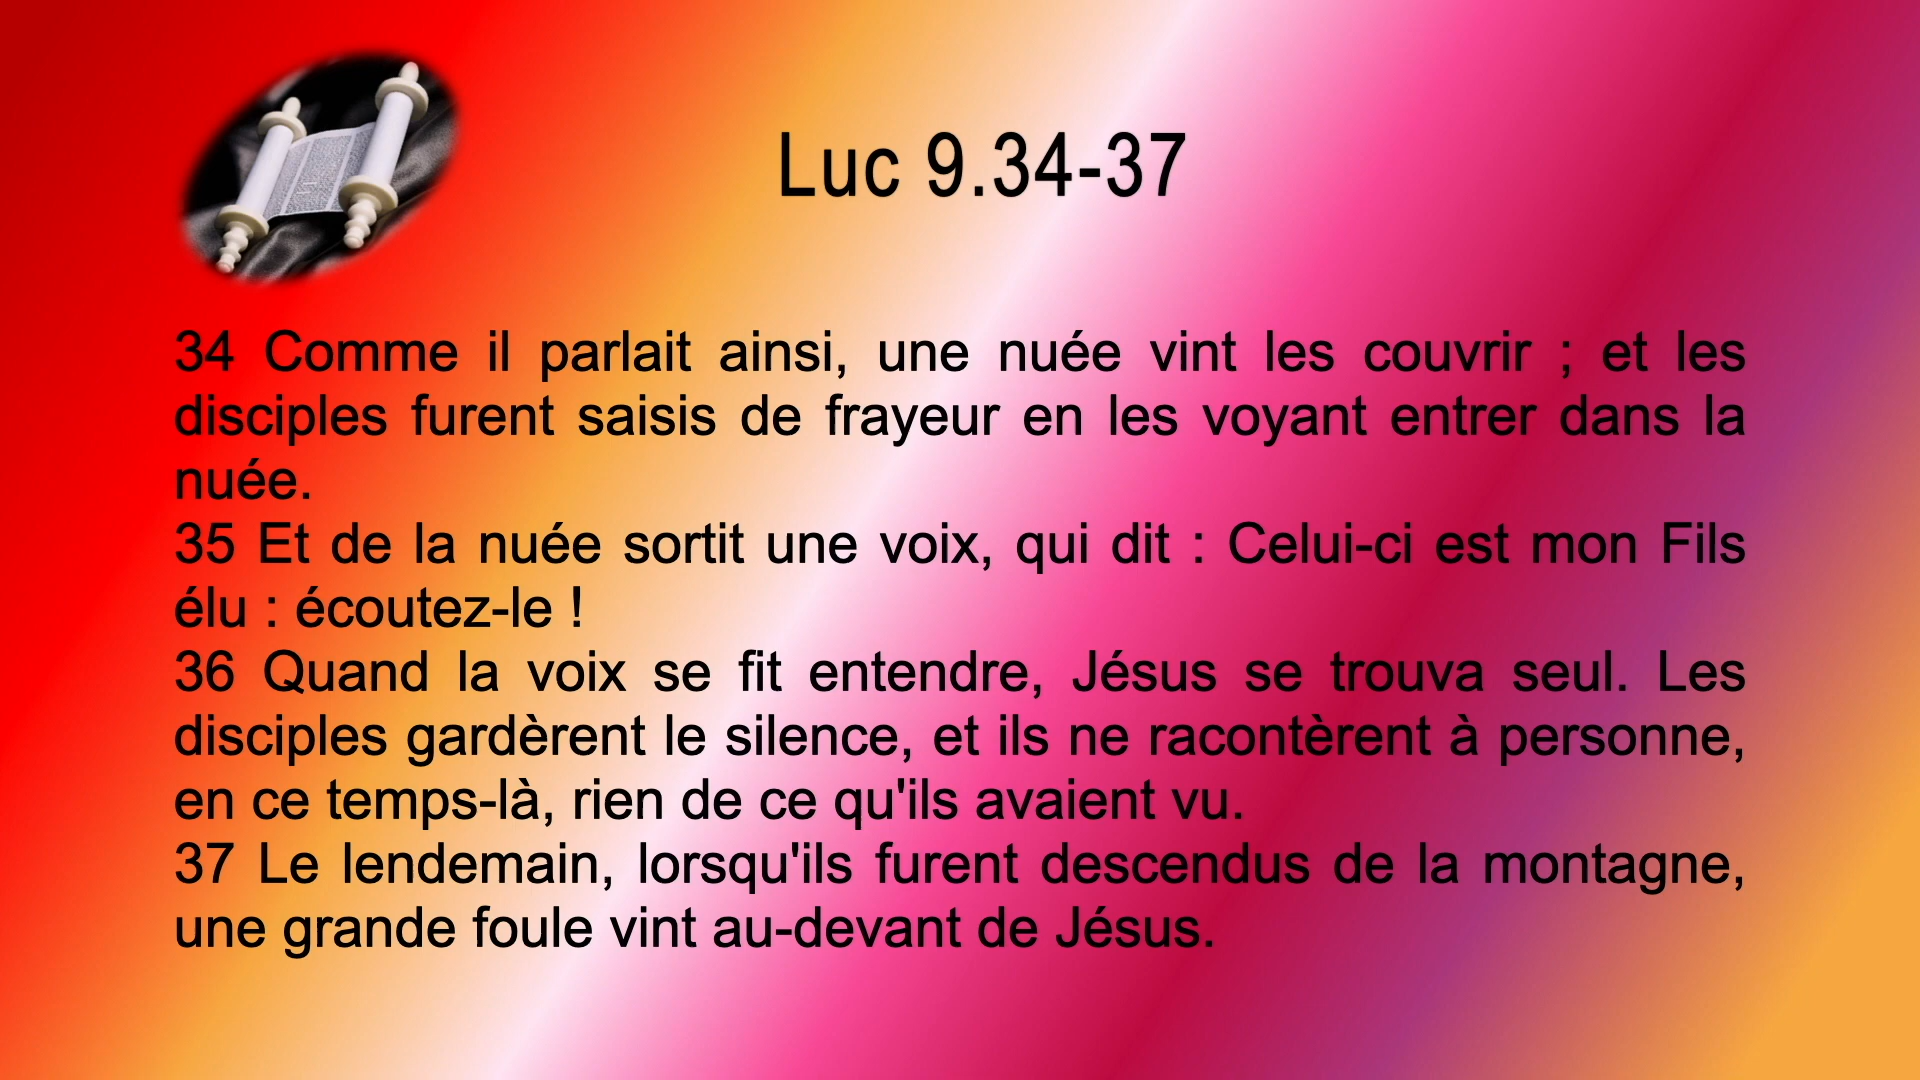 Luc 9.34-37
34 Comme il parlait ainsi, une nuée vint les couvrir ; et les
disciples furent saisis de frayeur en les voyant entrer dans la
nuée.
35 Et de la nuée sortit une voix, qui dit : Celui-ci est mon Fils
élu : écoutez-le !
36 Quand la voix se fit entendre, Jésus se trouva seul. Les
disciples gardèrent le silence, et ils ne racontèrent à personne,
en ce temps-là, rien de ce qu'ils avaient vu.
37 Le lendemain, lorsqu'ils furent descendus de la montagne,
une grande foule vint au-devant de Jésus.